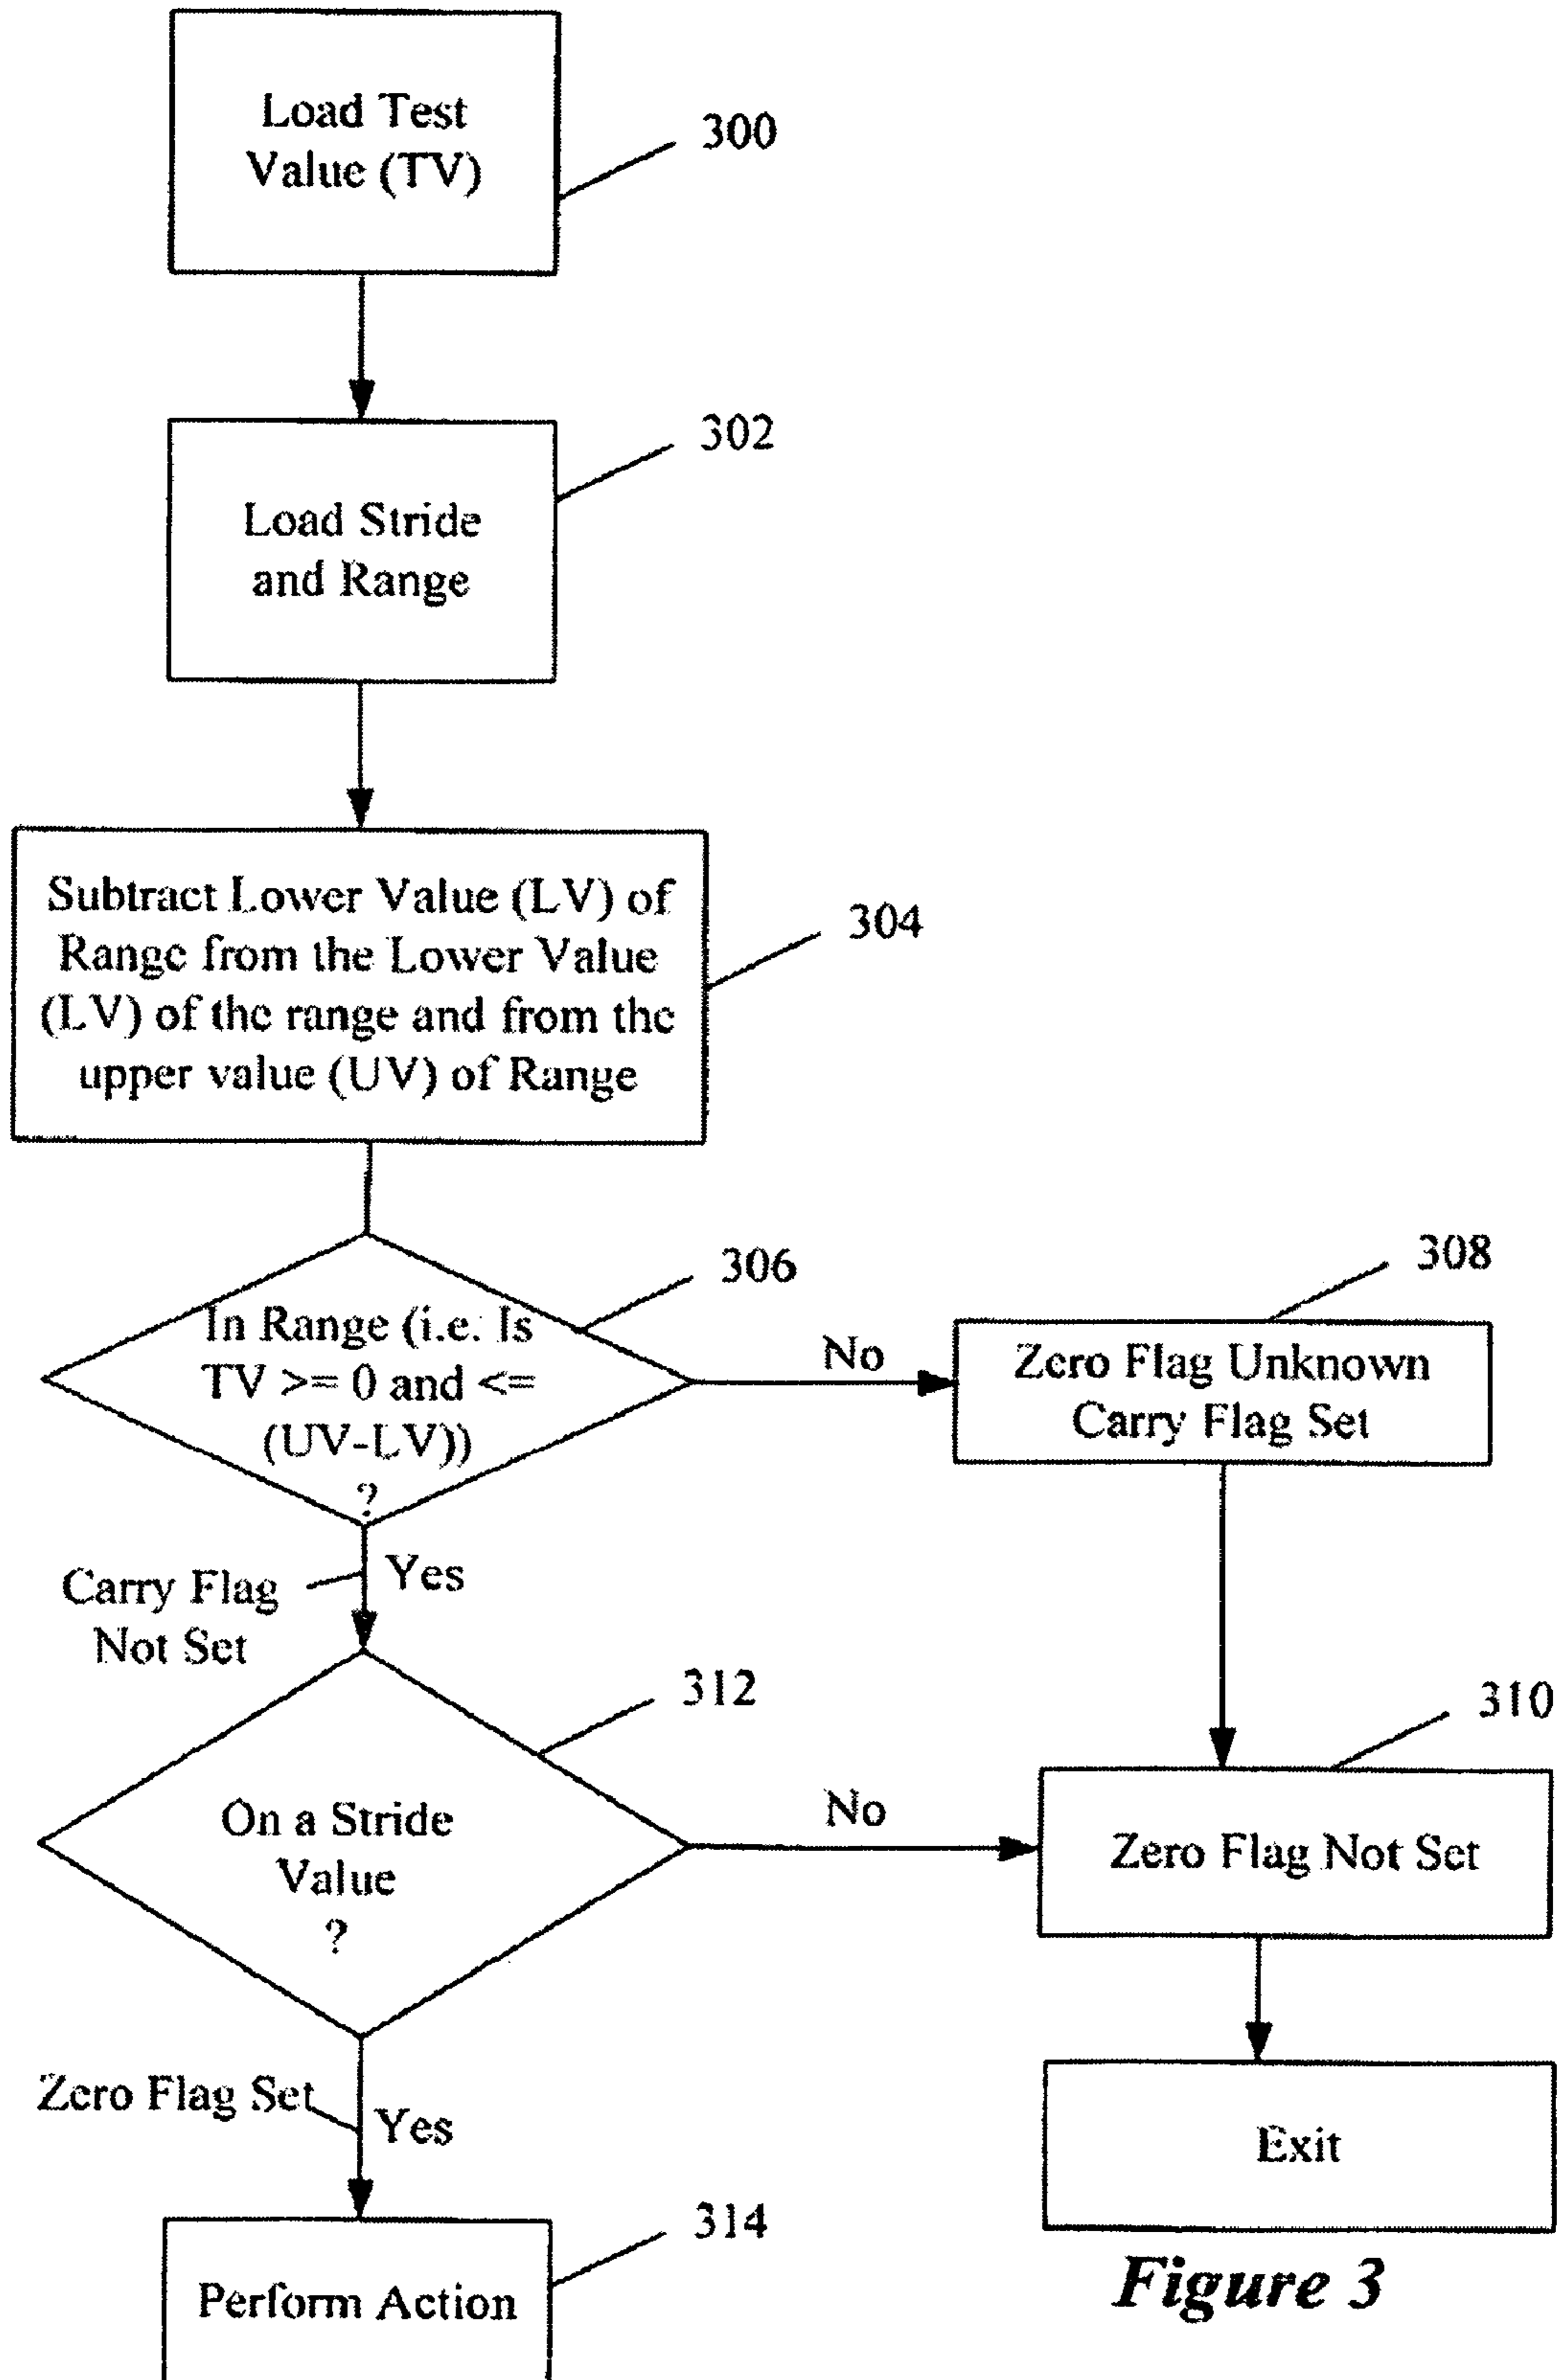 Load Test
Value (TV)
300
302
Load Stride
and Range
Subtract Lower Value (LV) of
Range from the Lower Value
(LV) of the range and from the
upper value (UV) of Range
304
306
In Range (i.e. Is
TV >= 0 and <=
(UV-LV))
?
No
308
Zero Flag Unknown
Carry Flag Set
Yes
Carry Flag
Not Set
312
On a Stride
Value
?
No
310
Zero Flag Not Set
Zero Flag Set
Yes
Exit
314
Perform Action
Figure 3